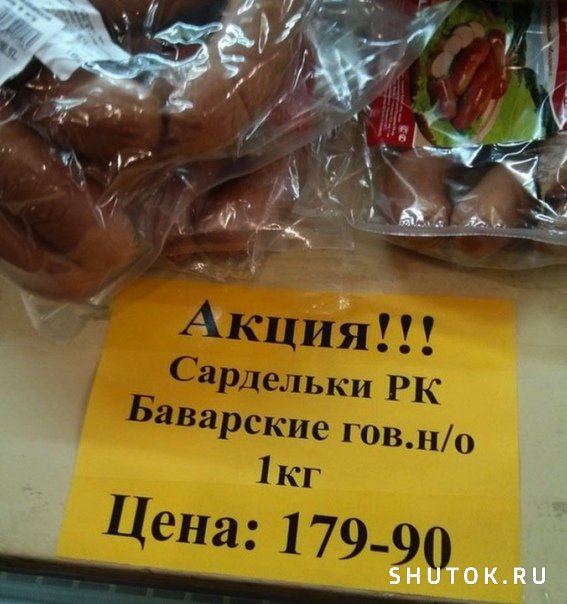 Акция!!!
Сардельки РК
Баварские гов.н/о
1кг
Цена: 179-90
SHUTOK.RU